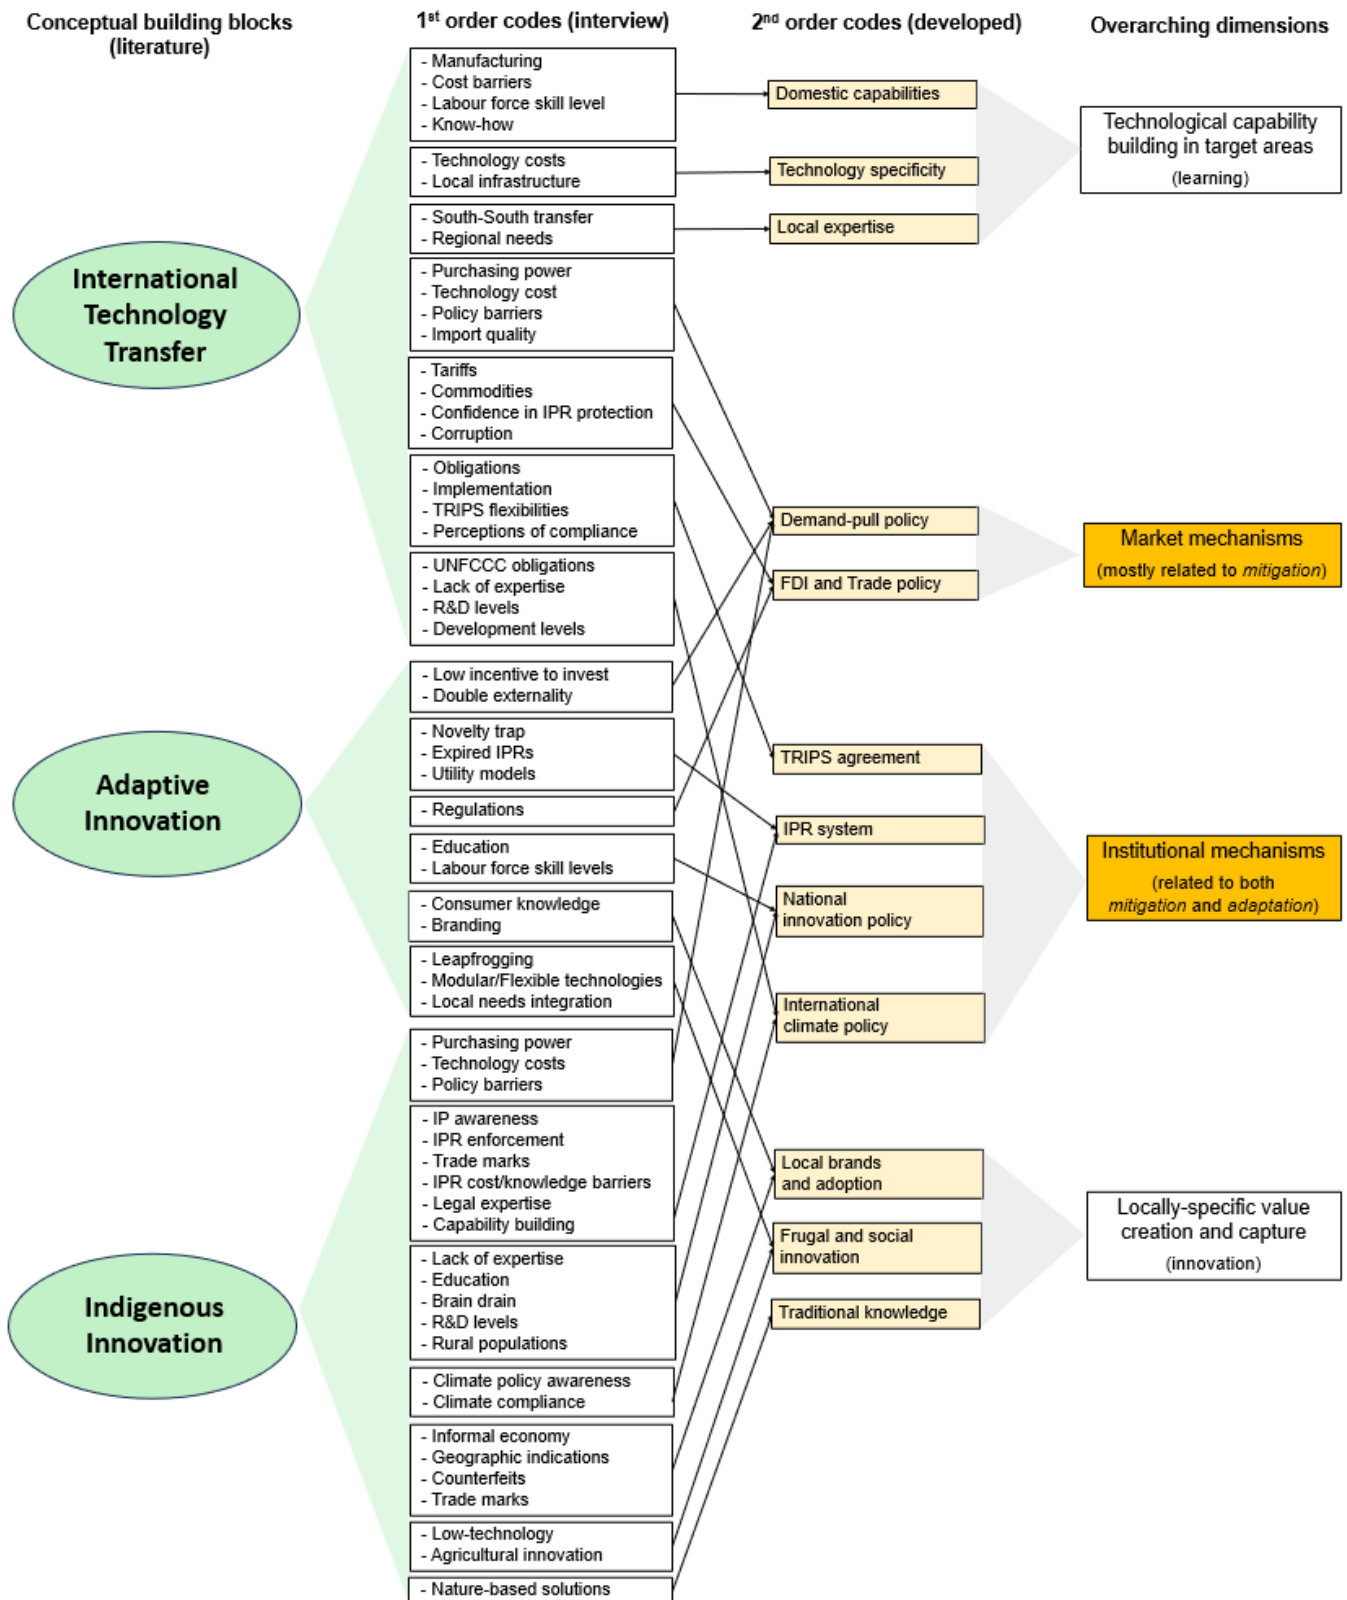 Conceptual building blocks
(literature)
1st order codes (interview)
2nd order codes (developed)
Overarching dimensions
International
Technology
Transfer
Adaptive
Innovation
Indigenous
Innovation
- Manufacturing
- Cost barriers
- Labour force skill level
- Know-how
- Technology costs
- Local infrastructure
- South-South transfer
- Regional needs
- Purchasing power
- Technology cost
- Policy barriers
- Import quality
- Tariffs
- Commodities
- Confidence in IPR protection
- Corruption
- Obligations
- Implementation
- TRIPS flexibilities
- Perceptions of compliance
- UNFCCC obligations
- Lack of expertise
- R&D levels
- Development levels
- Low incentive to invest
- Double externality
- Novelty trap
- Expired IPRs
- Utility models
- Regulations
- Education
- Labour force skill levels
- Consumer knowledge
- Branding
- Leapfrogging
- Modular/Flexible technologies
- Local needs integration
- Purchasing power
- Technology costs
- Policy barriers
- IP awareness
- IPR enforcement
- Trade marks
- IPR cost/knowledge barriers
- Legal expertise
- Capability building
- Lack of expertise
- Education
- Brain drain
- R&D levels
- Rural populations
- Climate policy awareness
- Climate compliance
- Informal economy
- Geographic indications
- Counterfeits
- Trade marks
- Low-technology
- Agricultural innovation
- Nature-based solutions
Domestic capabilities
Technology specificity
Local expertise
Demand-pull policy
FDI and Trade policy
TRIPS agreement
IPR system
National
innovation policy
International
climate policy
Local brands
and adoption
Frugal and social
innovation
Traditional knowledge
Technological capability
building in target areas
(learning)
Market mechanisms
(mostly related to mitigation)
Institutional mechanisms
(related to both
mitigation and adaptation)
Locally-specific value
creation and capture
(innovation)